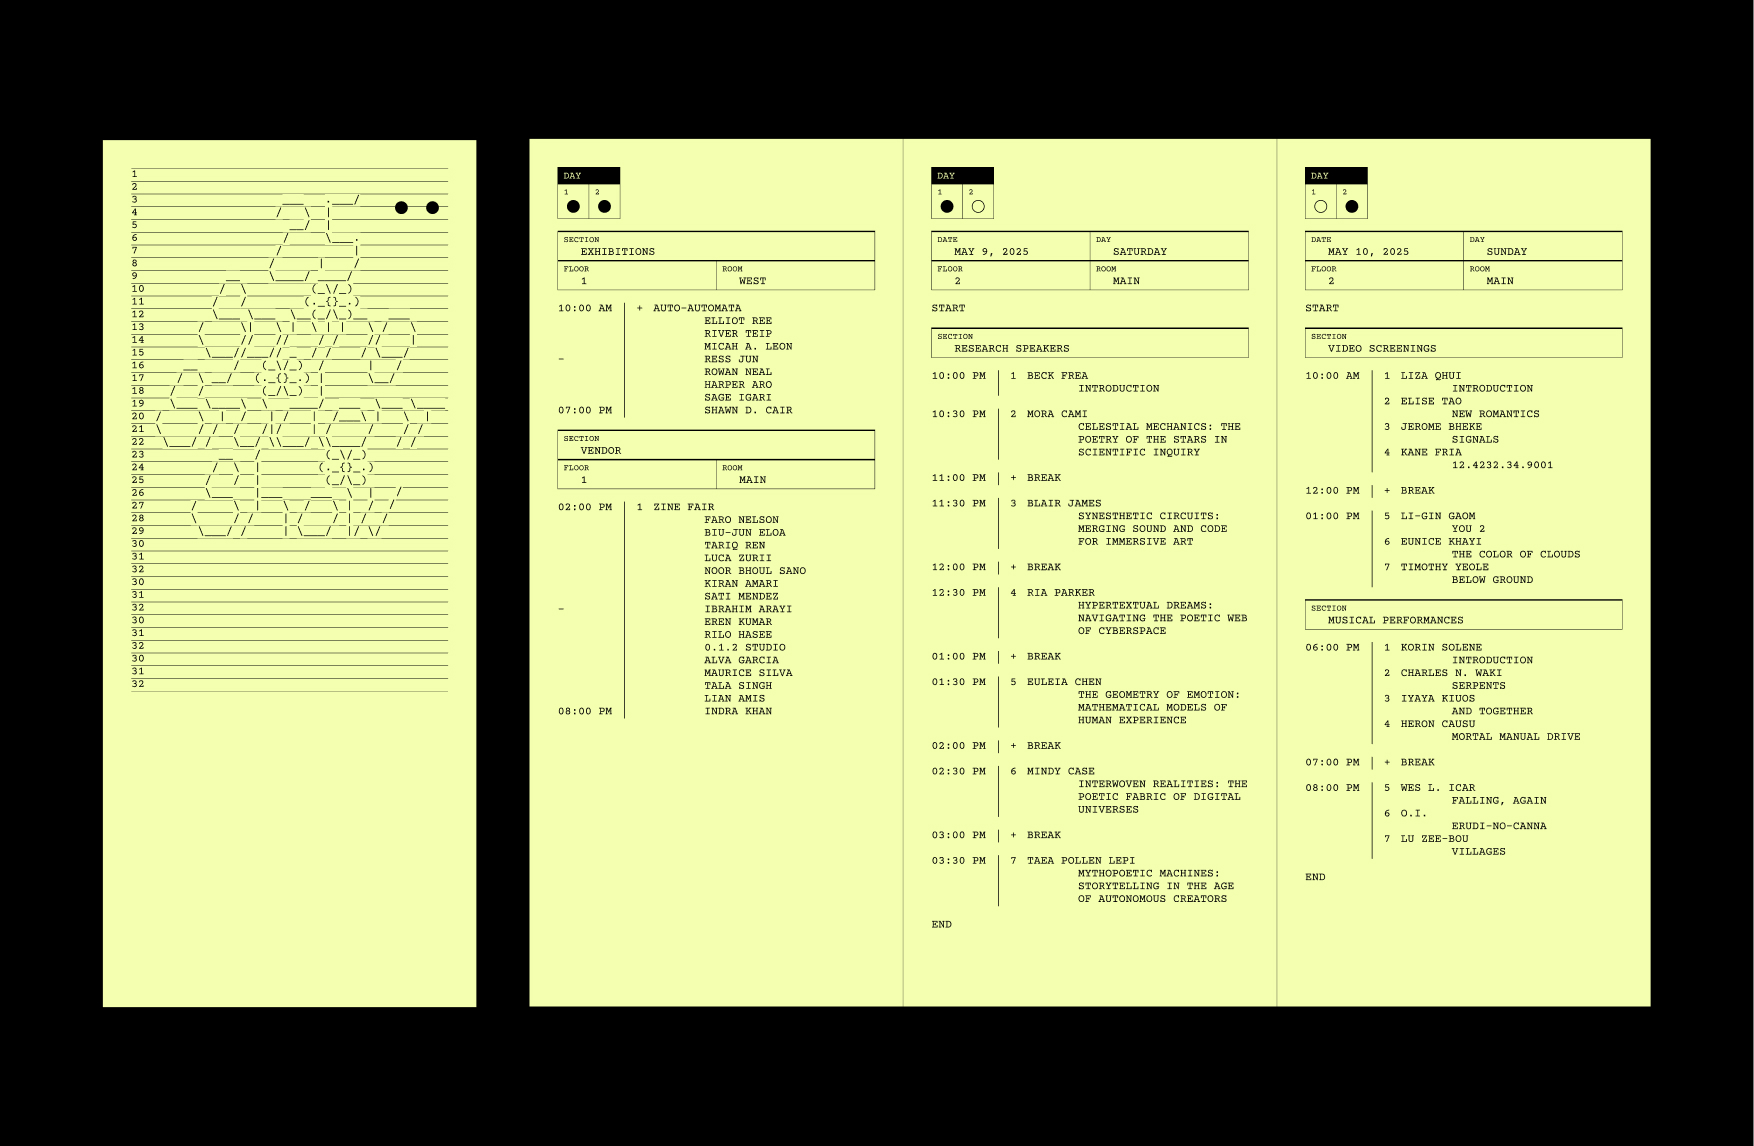 1
2
3
4
5
6
7
8
9
10
11
12
13
14
15
16
17
18
19
20
21
22
23
24
25
26
27
28
29
30
31
32
30
31
32
30
31
32
30
31
32
DAY
1 2
SECTION
EXHIBITIONS
FLOOR ROOM
1 WEST
10:00 AM + AUTO-AUTOMATA
ELLIOT REE
RIVER TEIP
MICAH A. LEON
– RESS JUN
ROWAN NEAL
HARPER ARO
SAGE IGARI
07:00 PM SHAWN D. CAIR
SECTION
VENDOR
FLOOR ROOM
1 MAIN
02:00 PM 1 ZINE FAIR
FARO NELSON
BIU-JUN ELOA
TARIQ REN
LUCA ZURII
NOOR BHOUL SANO
KIRAN AMARI
SATI MENDEZ
– IBRAHIM ARAYI
EREN KUMAR
RILO HASEE
0.1.2 STUDIO
ALVA GARCIA
MAURICE SILVA
TALA SINGH
LIAN AMIS
08:00 PM INDRA KHAN
DAY
1 2
DATE DAY
MAY 9, 2025 SATURDAY
FLOOR ROOM
2 MAIN
START
SECTION
RESEARCH SPEAKERS
10:00 PM 1 BECK FREA
INTRODUCTION
10:30 PM 2 MORA CAMI
CELESTIAL MECHANICS: THE
POETRY OF THE STARS IN
SCIENTIFIC INQUIRY
11:00 PM + BREAK
11:30 PM 3 BLAIR JAMES
SYNESTHETIC CIRCUITS:
MERGING SOUND AND CODE
FOR IMMERSIVE ART
12:00 PM + BREAK
12:30 PM 4 RIA PARKER
HYPERTEXTUAL DREAMS:
NAVIGATING THE POETIC WEB
OF CYBERSPACE
01:00 PM + BREAK
01:30 PM 5 EULEIA CHEN
THE GEOMETRY OF EMOTION:
MATHEMATICAL MODELS OF
HUMAN EXPERIENCE
02:00 PM + BREAK
02:30 PM 6 MINDY CASE
INTERWOVEN REALITIES: THE
POETIC FABRIC OF DIGITAL
UNIVERSES
03:00 PM + BREAK
03:30 PM 7 TAEA POLLEN LEPI
MYTHOPOETIC MACHINES:
STORYTELLING IN THE AGE
OF AUTONOMOUS CREATORS
END
DAY
1 2
DATE DAY
MAY 10, 2025 SUNDAY
FLOOR ROOM
2 MAIN
START
SECTION
VIDEO SCREENINGS
10:00 AM 1 LIZA QHUI
INTRODUCTION
2 ELISE TAO
NEW ROMANTICS
3 JEROME BHEKE
SIGNALS
4 KANE FRIA
12.4232.34.9001
12:00 PM + BREAK
01:00 PM 5 LI-GIN GAOM
YOU 2
6 EUNICE KHAYI
THE COLOR OF CLOUDS
7 TIMOTHY YEOLE
BELOW GROUND
SECTION
MUSICAL PERFORMANCES
06:00 PM 1 KORIN SOLENE
INTRODUCTION
2 CHARLES N. WAKI
SERPENTS
3 IYAYA KIUOS
AND TOGETHER
4 HERON CAUSU
MORTAL MANUAL DRIVE
07:00 PM + BREAK
08:00 PM 5 WES L. ICAR
FALLING, AGAIN
6 O.I.
ERUDI-NO-CANNA
7 LU ZEE-BOU
VILLAGES
END